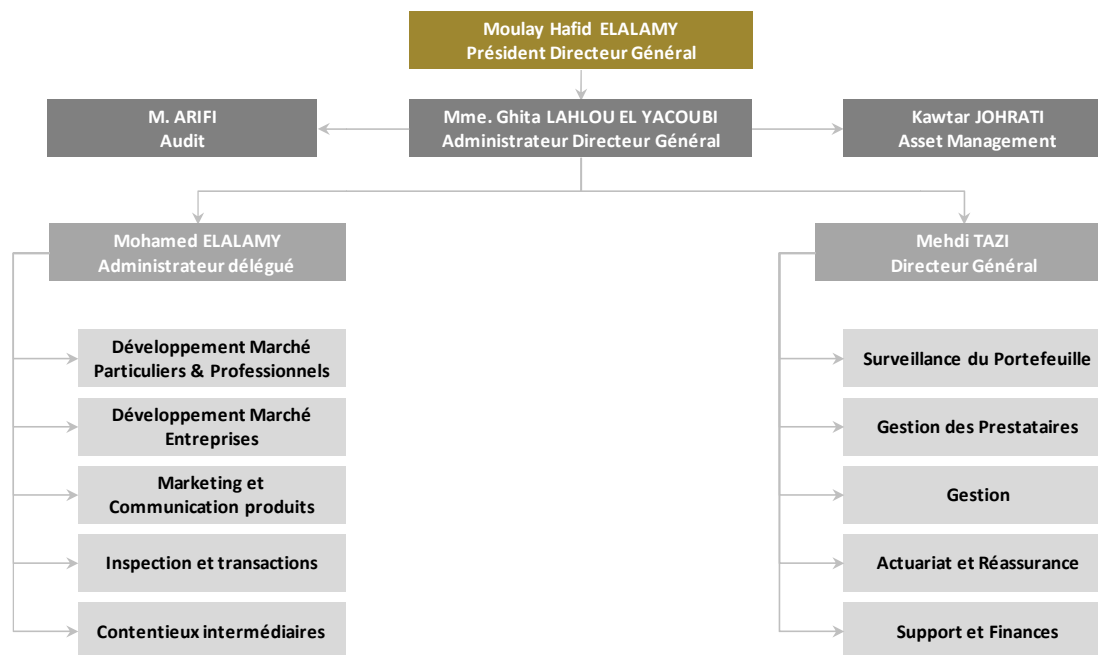 Moulay Hafid ELALAMY
Président Directeur Général
M. ARIFI
Audit
Mme. Ghita LAHLOU EL YACOUBI
Administrateur Directeur Général
Kawtar JOHRATI
Asset Management
Mohamed ELALAMY
Administrateur délégué
Mehdi TAZI
Directeur Général
Développement Marché
Particuliers & Professionnels
Développement Marché
Entreprises
Marketing et
Communication produits
Inspection et transactions
Contentieux intermédiaires
Surveillance du Portefeuille
Gestion des Prestataires
Gestion
Actuariat et Réassurance
Support et Finances